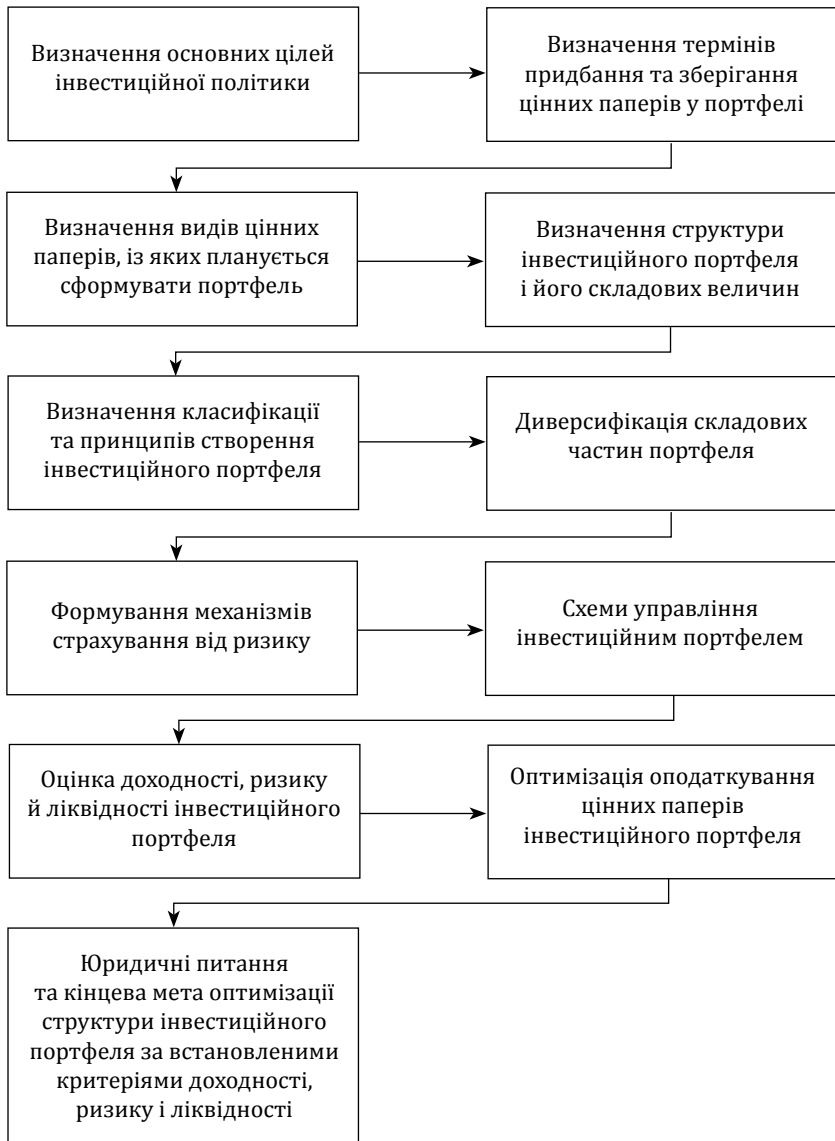 Визначення основних цілей
інвестиційної політики
Визначення термінів
придбання та зберігання
цінних паперів у портфелі
Визначення видів цінних
паперів, із яких планується
сформувати портфель
Визначення структури
інвестиційного портфеля
і його складових величин
Визначення класифікації
та принципів створення
інвестиційного портфеля
Диверсифікація складових
частин портфеля
Формування механізмів
страхування від ризику
Схеми управління
інвестиційним портфелем
Оцінка доходності, ризику
й ліквідності інвестиційного
портфеля
Оптимізація оподаткування
цінних паперів
інвестиційного портфеля
Юридичні питання
та кінцева мета оптимізації
структури інвестиційного
портфеля за встановленими
критеріями доходності,
ризику і ліквідності